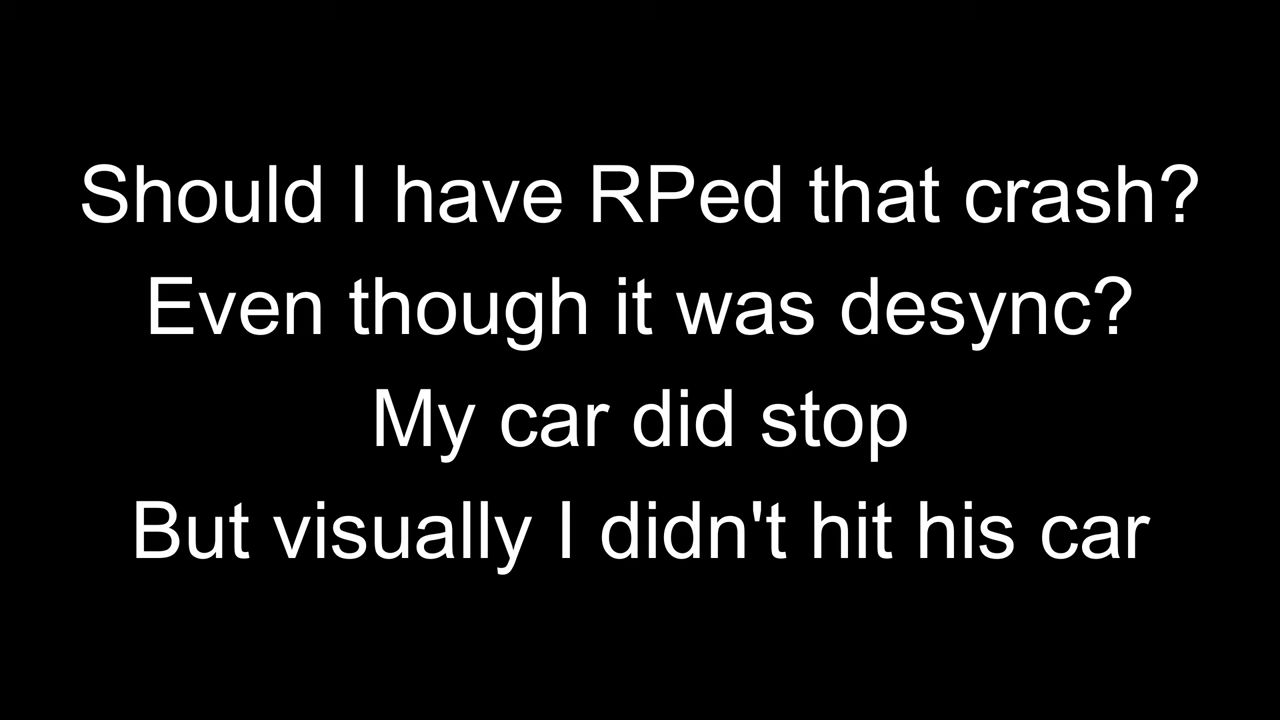 Should I have RPed that crash?
Even though it was desync?
My car did stop
But visually I didn't hit his car